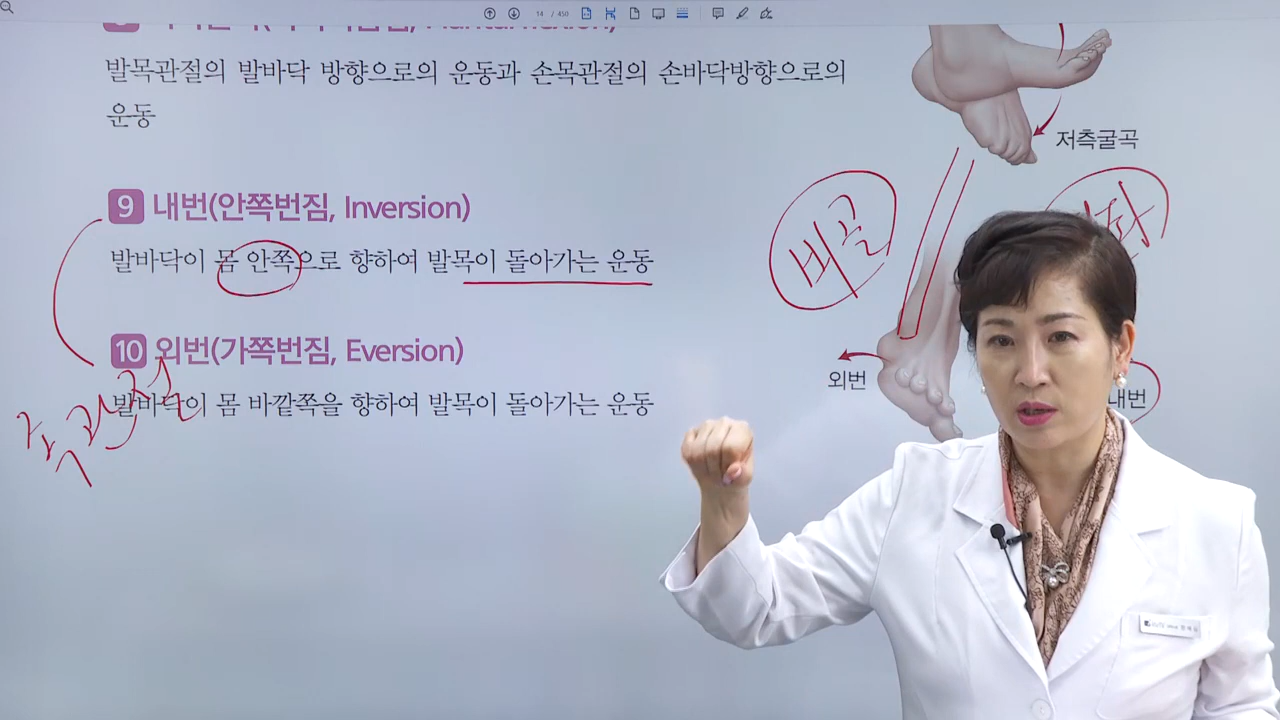 14 / 450
발목관절의 발바닥 방향으로의 운동과 손목관절의 손바닥방향으로의
운동
저측굴곡
9 내번(안쪽번짐, Inversion)
발바닥이 몸 안쪽으로 향하여 발목이 돌아가는 운동
비골
10 외번(가쪽번짐, Eversion)
외번
내번
발바닥이 몸 바깥쪽을 향하여 발목이 돌아가는 운동
족관절